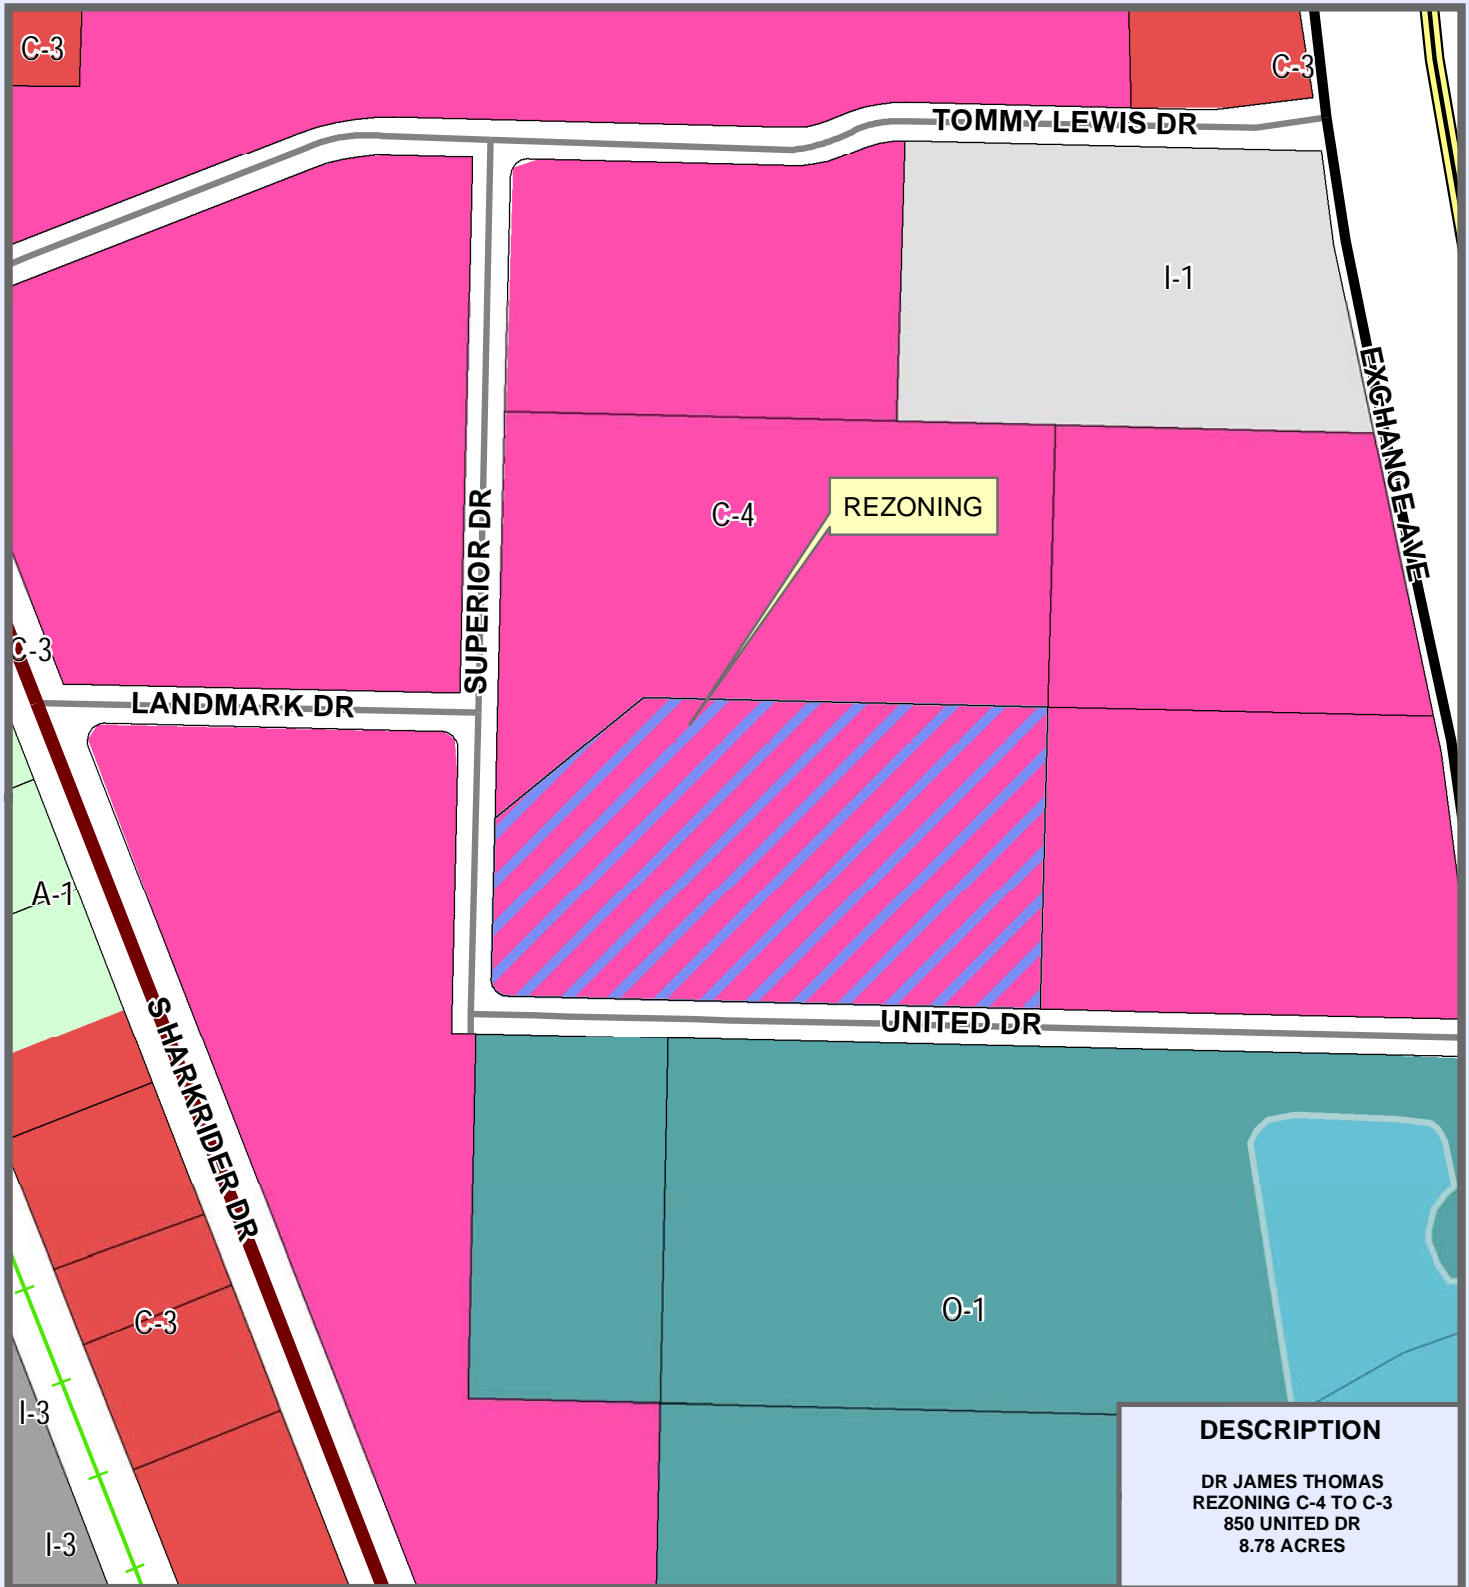 C-3
C-3
TOMMY LEWIS DR
I-1
EXCHANGE AVE
C-4
REZONING
SUPERIOR DR
C-3
LANDMARK DR
A-1
S HARKRIDER DR
UNITED DR
O-1
C-3
I-3
I-3
DESCRIPTION
DR JAMES THOMAS
REZONING C-4 TO C-3
850 UNITED DR
8.78 ACRES